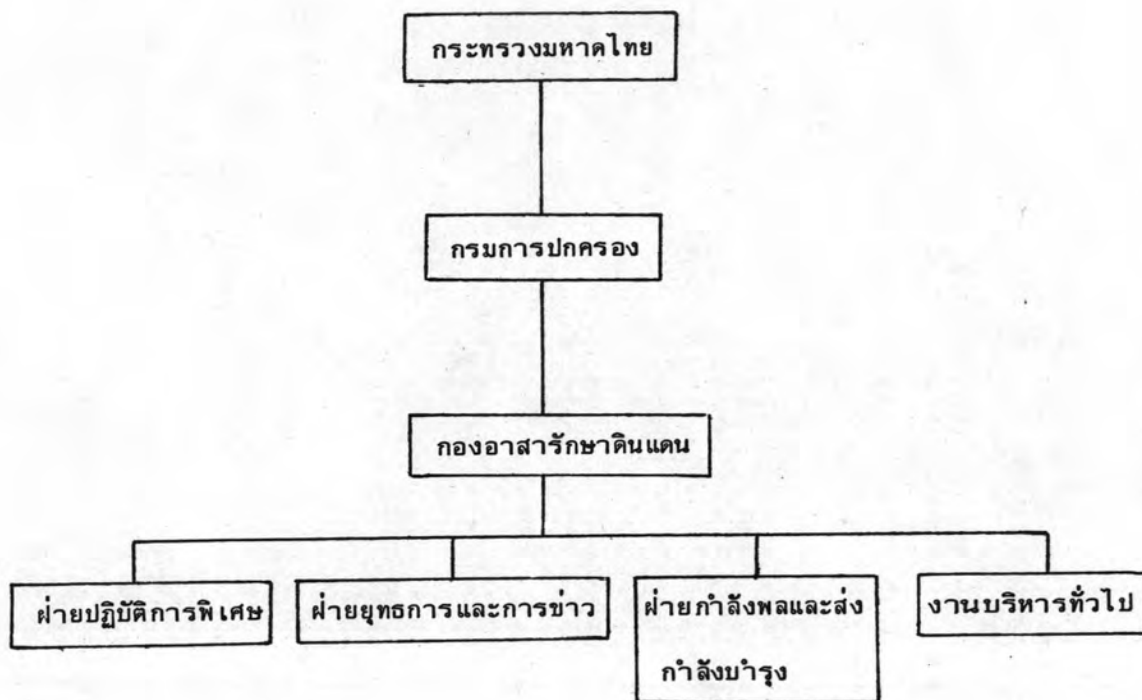 กระทรวงมหาดไทย
กรมการปกครอง
กองอาสารักษาดินแดน
ฝ่ายปฏิบัติการพิเศษ
ฝ่ายยุทธการและการข่าว
ฝ่ายกำลังพลและส่ง
กำลังบำรุง
งานบริหารทั่วไป